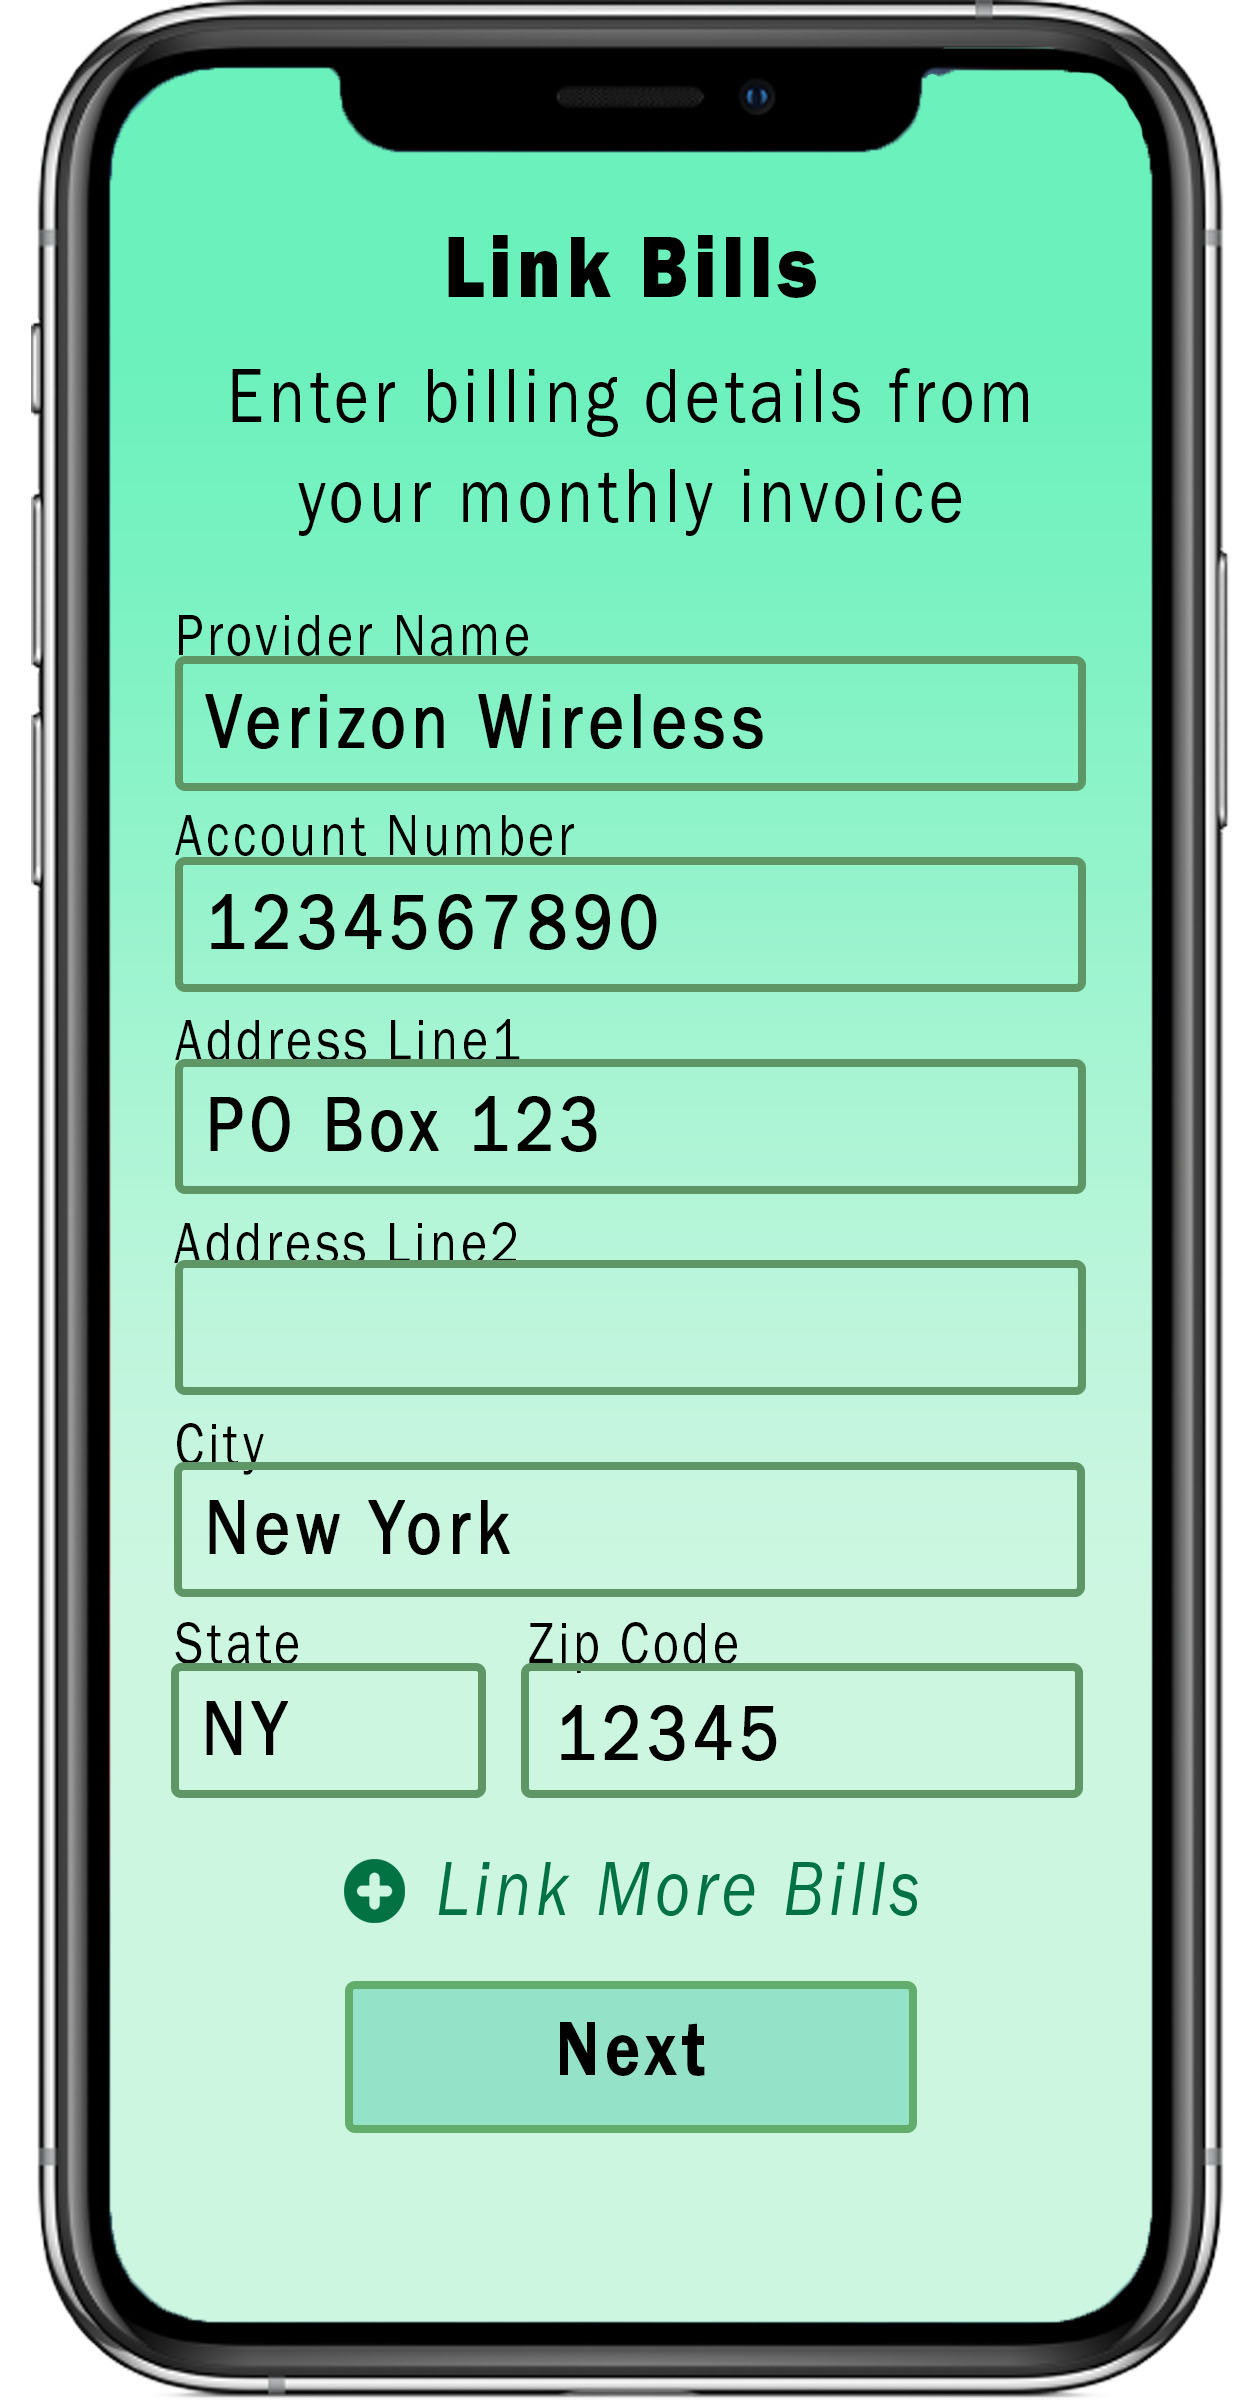 Link Bills
Enter billing details from
your monthly invoice
Provider Name
Verizon Wireless
Account Number
1234567890
Address Line1
PO Box 123
Address Line2
City
New York
State Zip Code
NY 12345
Link More Bills
Next